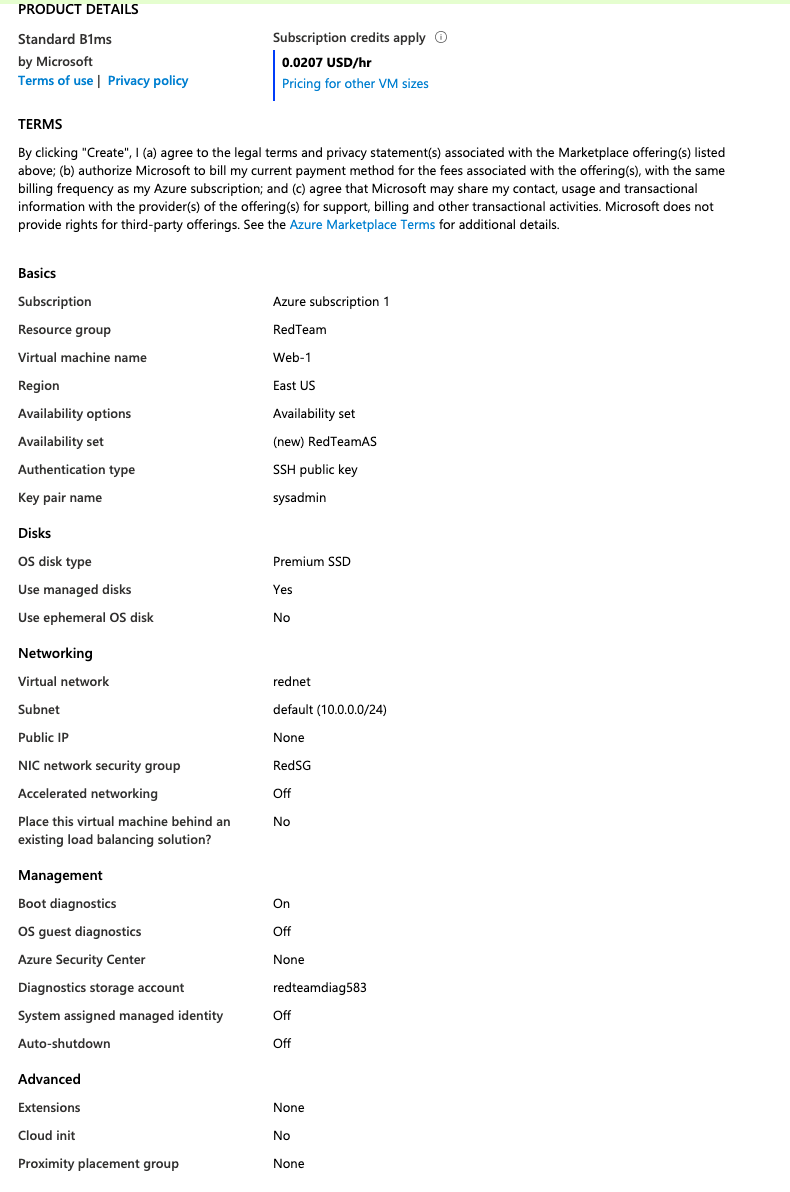 PRODUCT DETAILS
Standard B1ms
by Microsoft
Terms of use | Privacy policy
Subscription credits apply
0.0207 USD/hr
Pricing for other VM sizes
TERMS
By clicking "Create", I (a) agree to the legal terms and privacy statement(s) associated with the Marketplace offering(s) listed
above; (b) authorize Microsoft to bill my current payment method for the fees associated with the offering(s), with the same
billing frequency as my Azure subscription; and (c) agree that Microsoft may share my contact, usage and transactional
information with the provider(s) of the offering(s) for support, billing and other transactional activities. Microsoft does not
provide rights for third-party offerings. See the Azure Marketplace Terms for additional details.
Basics
Subscription Azure subscription 1
Resource group RedTeam
Virtual machine name Web-1
Region East US
Availability options Availability set
Availability set (new) RedTeamAS
Authentication type SSH public key
Key pair name sysadmin
Disks
OS disk type Premium SSD
Use managed disks Yes
Use ephemeral OS disk No
Networking
Virtual network rednet
Subnet default (10.0.0.0/24)
Public IP None
NIC network security group RedSG
Accelerated networking Off
Place this virtual machine behind an No
existing load balancing solution?
Management
Boot diagnostics On
OS guest diagnostics Off
Azure Security Center None
Diagnostics storage account redteamdiag583
System assigned managed identity Off
Auto-shutdown Off
Advanced
Extensions None
Cloud init No
Proximity placement group None